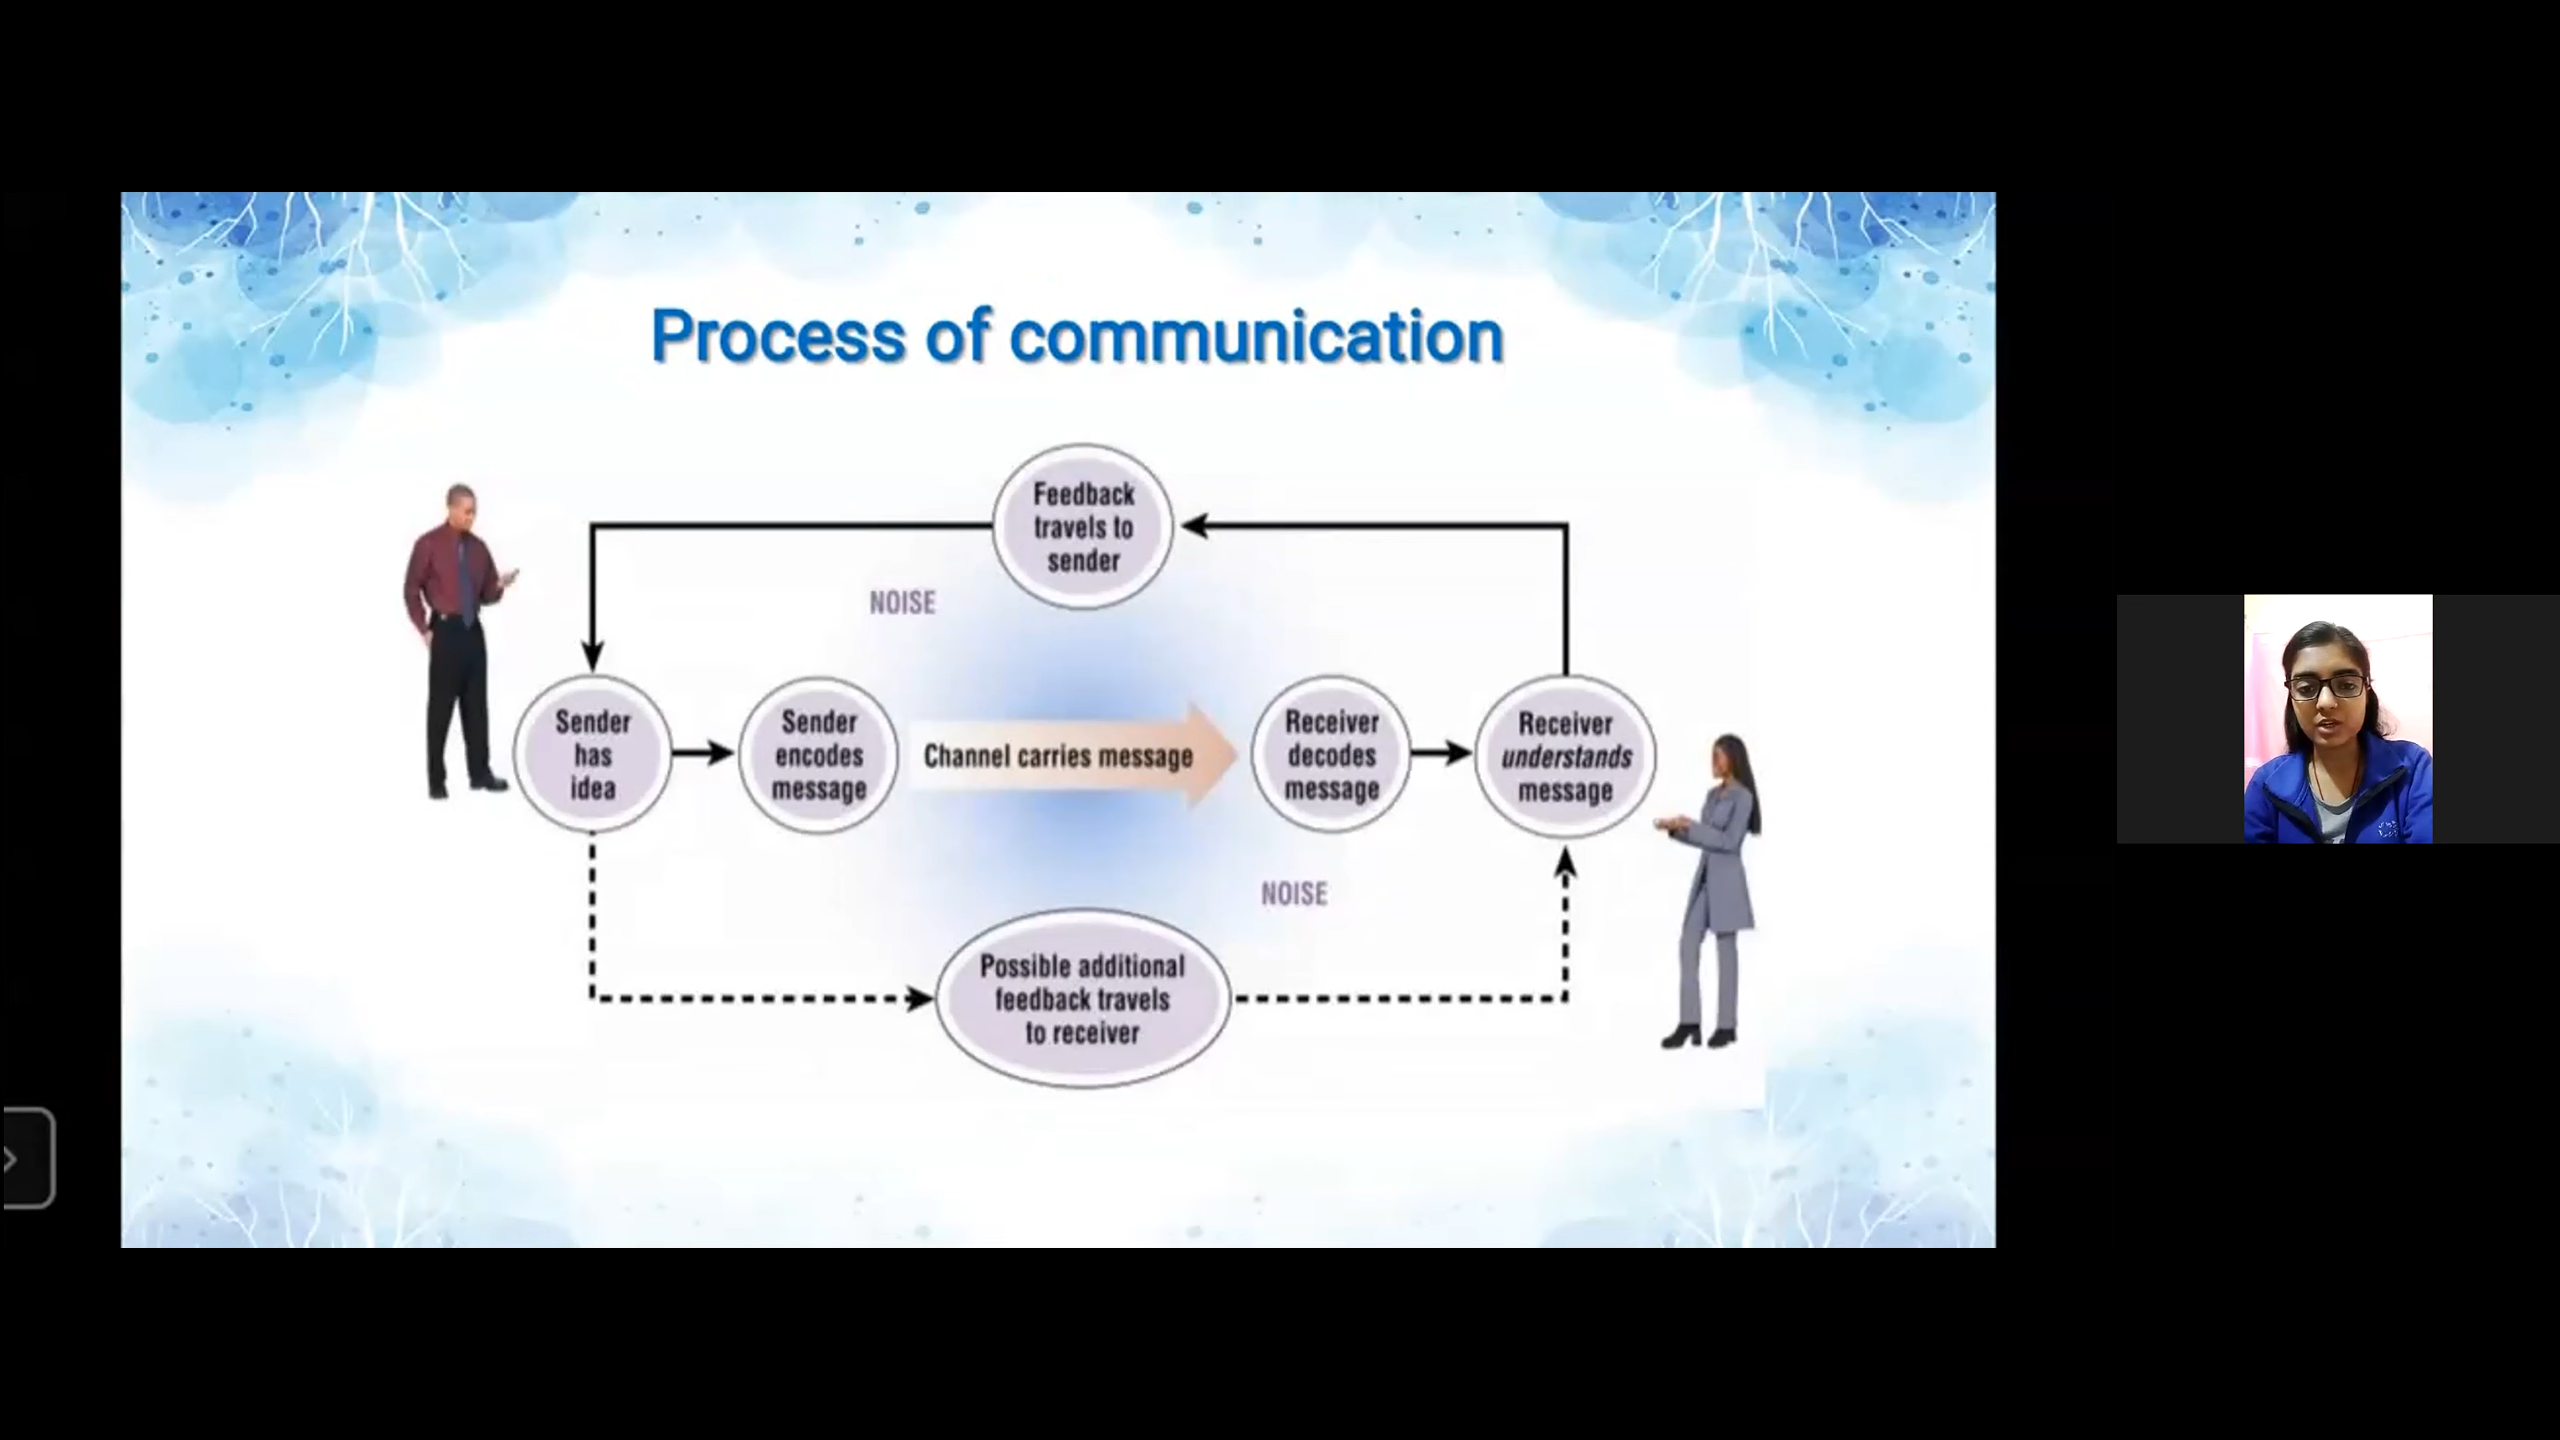 Process of communication
Feedback
travels to
sender
NOISE
Sender
has
idea
Sender
encodes
message
Channel carries message
Receiver
decodes
message
Receiver
understands
message
NOISE
Possible additional
feedback travels
to receiver